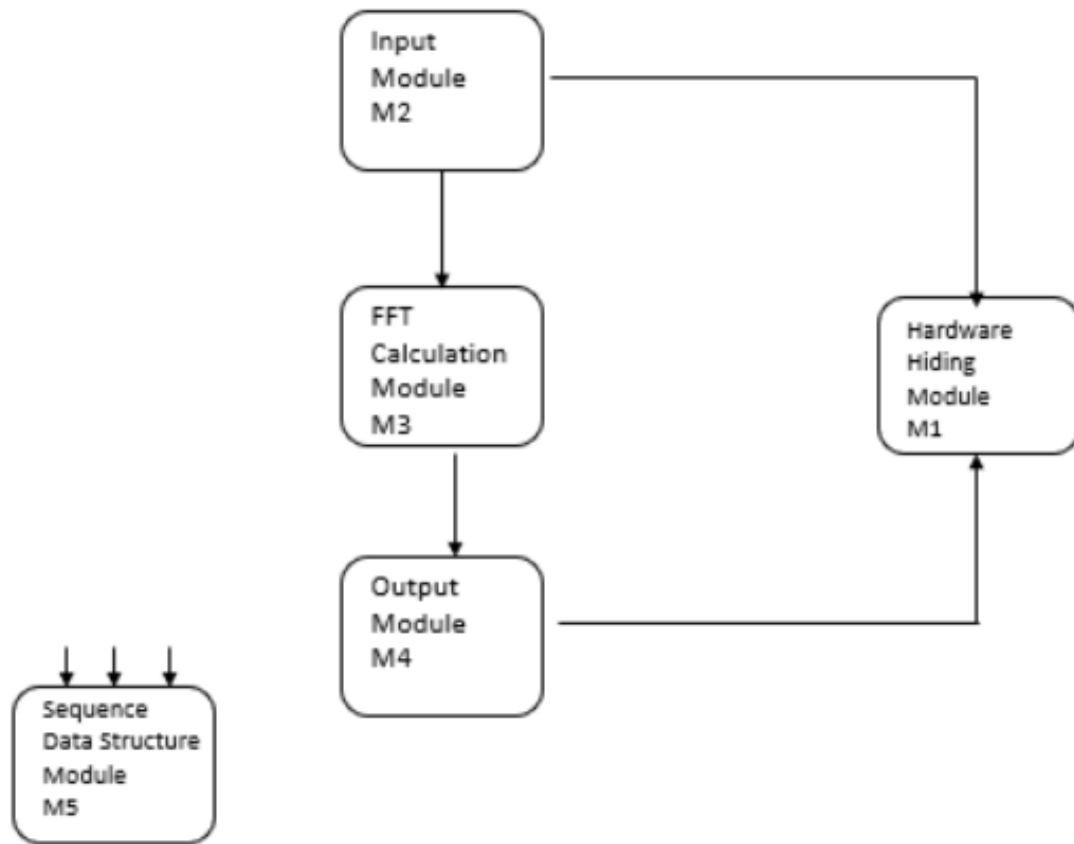 Input
Module
M2
FFT
Calculation
Module
M3
Hardware
Hiding
Module
M1
Output
Module
M4
Sequence
Data Structure
Module
M5